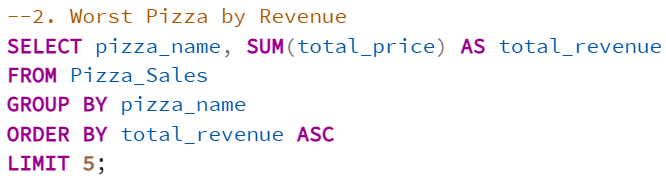 --2. Worst Pizza by Revenue
SELECT pizza_name, SUM(total_price) AS total_revenue
FROM Pizza_Sales
GROUP BY pizza_name
ORDER BY total_revenue ASC
LIMIT 5;